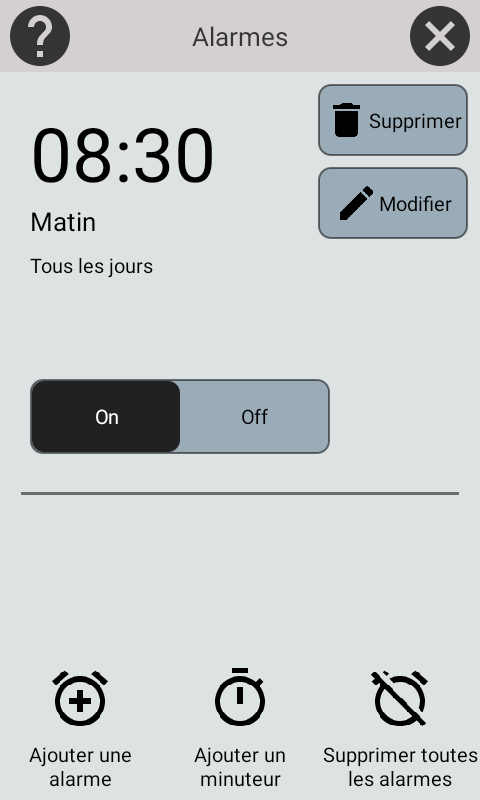 ?
Alarmes
Supprimer
08:30
Modifier
Matin
Tous les jours
On
Off
Ajouter une
alarme
Ajouter un
minuteur
Supprimer toutes
les alarmes